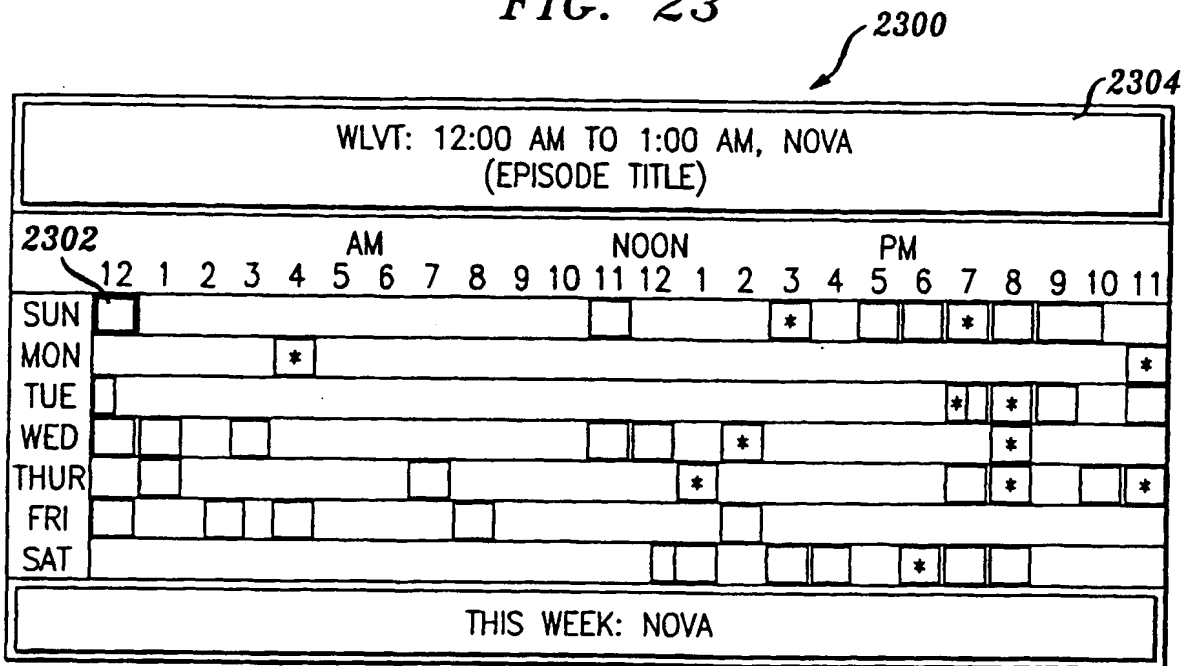 FIG. 23
2300
2304
WLVT: 12:00 AM TO 1:00 AM, NOVA
(EPISODE TITLE)
2302 AM NOON PM
12 1 2 3 4 5 6 7 8 9 10 11 12 1 2 3 4 5 6 7 8 9 10 11
SUN * *
MON * *
TUE * *
WED * *
THUR * * *
FRI
SAT *
THIS WEEK: NOVA